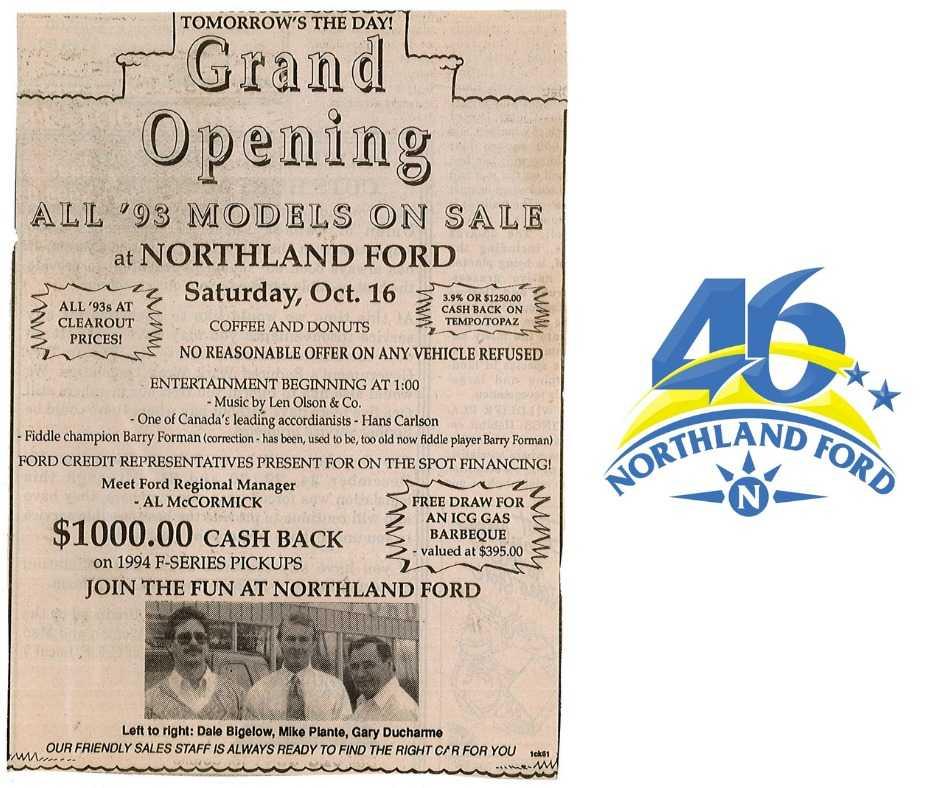 TOMORROW'S THE DAY!
Grand
Opening
ALL '93 MODELS ON SALE
at NORTHLAND FORD
Saturday, Oct. 16
ALL '93s AT
CLEAROUT
PRICES!
3.9% OR $1250.00
CASH BACK ON
TEMPO/TOPAZ
COFFEE AND DONUTS
NO REASONABLE OFFER ON ANY VEHICLE REFUSED
ENTERTAINMENT BEGINNING AT 1:00
- Music by Len Olson & Co.
- One of Canada's leading accordianists - Hans Carlson
- Fiddle champion Barry Forman (correction - has been, used to be, too old now fiddle player Barry Forman)
FORD CREDIT REPRESENTATIVES PRESENT FOR ON THE SPOT FINANCING!
Meet Ford Regional Manager
- AL McCORMICK
$1000.00 CASH BACK
on 1994 F-SERIES PICKUPS
FREE DRAW FOR
AN ICG GAS
BARBEQUE
- valued at $395.00
JOIN THE FUN AT NORTHLAND FORD
Left to right: Dale Bigelow, Mike Plante, Gary Ducharme
OUR FRIENDLY SALES STAFF IS ALWAYS READY TO FIND THE RIGHT CAR FOR YOU
1ck61
46
NORTHLAND FORD
N